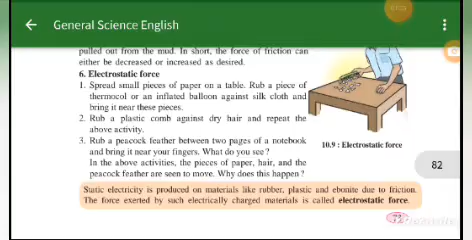 General Science English
pulled out from the mud. In short, the force of friction can
either be decreased or increased as desired.
6. Electrostatic force
1. Spread small pieces of paper on a table. Rub a piece of
thermocol or an inflated balloon against silk cloth and
bring it near these pieces.
2. Rub a plastic comb against dry hair and repeat the
above activity.
3. Rub a peacock feather between two pages of a notebook
and bring it near your fingers. What do you see ?
In the above activities, the pieces of paper, hair, and the
peacock feather are seen to move. Why does this happen ?
10.9 : Electrostatic force
82
Static electricity is produced on materials like rubber, plastic and ebonite due to friction.
The force exerted by such electrically charged materials is called electrostatic force.
72